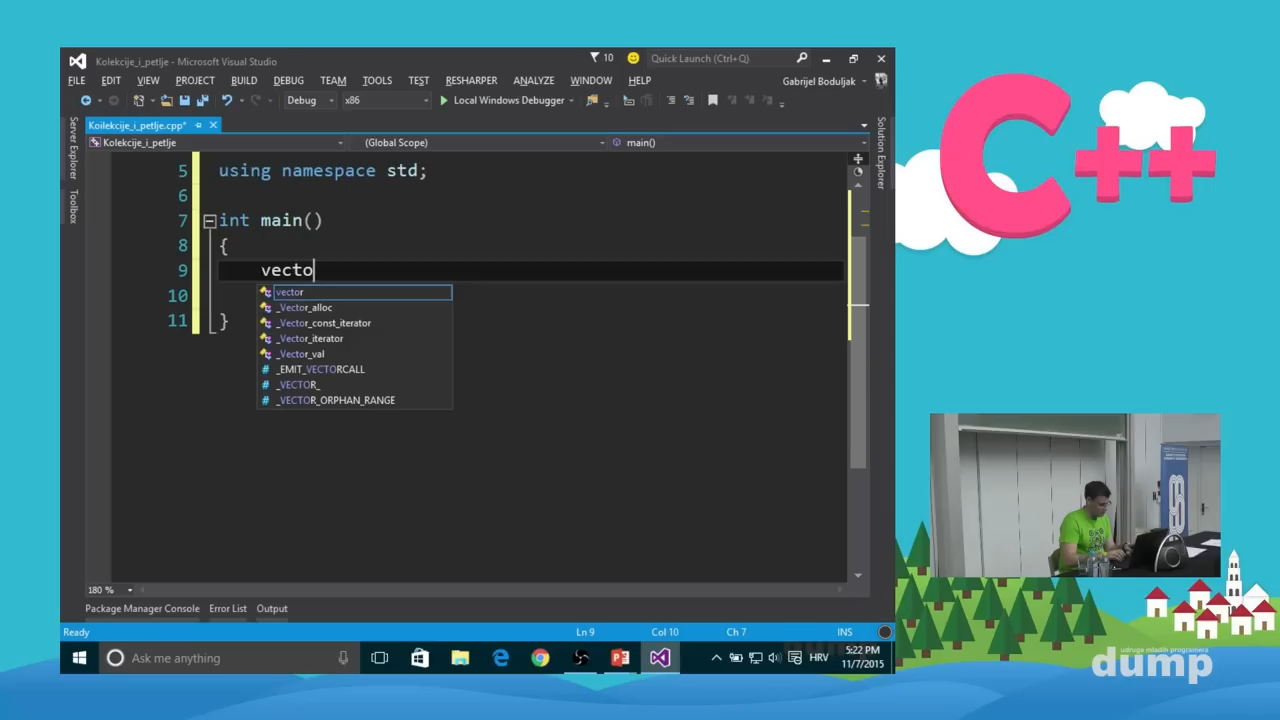 Kolekcije_i_petlje - Microsoft Visual Studio
10
Quick Launch (Ctrl+Q)
FILE EDIT VIEW PROJECT BUILD DEBUG TEAM TOOLS TEST RESHARPER ANALYZE WINDOW HELP
Gabrijel Boduljak
Debug x86 Local Windows Debugger
Koilekcije_i_petlje.cpp*
Kolekcije_i_petlje (Global Scope) main()
Server Explorer
Toolbox
Solution Explorer
5 using namespace std;
6
7 int main()
8 {
9 vecto
10
11 }
vector
_Vector_alloc
_Vector_const_iterator
_Vector_iterator
_Vector_val
# _EMIT_VECTORCALL
# _VECTOR_
# _VECTOR_ORPHAN_RANGE
180 %
Package Manager Console Error List Output
Ready Ln 9 Col 10 Ch 7 INS
Ask me anything
HRV
5:22 PM
11/7/2015
C++
udruga mladih programera
dump